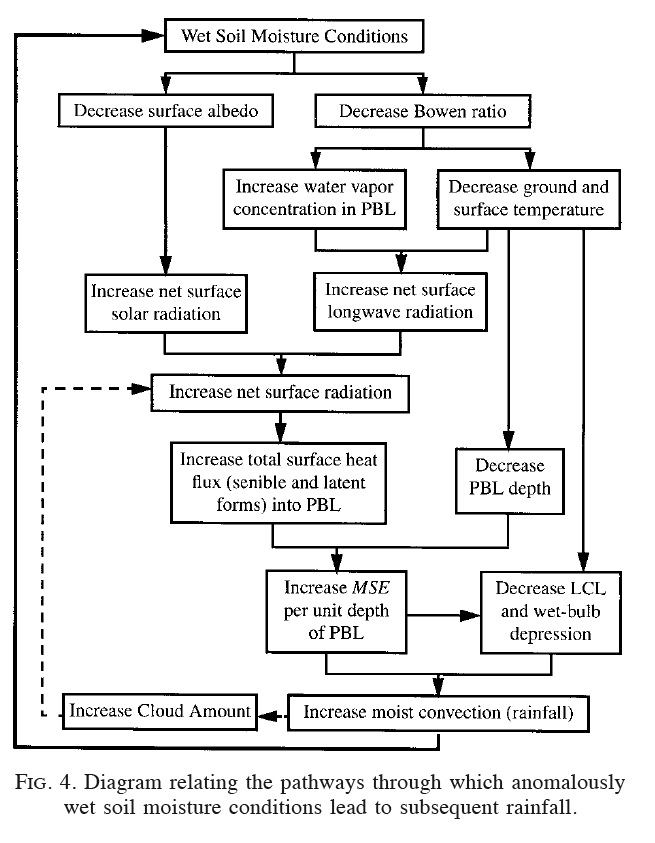 Wet Soil Moisture Conditions
Decrease surface albedo
Decrease Bowen ratio
Increase water vapor
concentration in PBL
Decrease ground and
surface temperature
Increase net surface
solar radiation
Increase net surface
longwave radiation
Increase net surface radiation
Increase total surface heat
flux (senible and latent
forms) into PBL
Decrease
PBL depth
Increase MSE
per unit depth
of PBL
Decrease LCL
and wet-bulb
depression
Increase Cloud Amount
Increase moist convection (rainfall)
FIG. 4. Diagram relating the pathways through which anomalously
wet soil moisture conditions lead to subsequent rainfall.